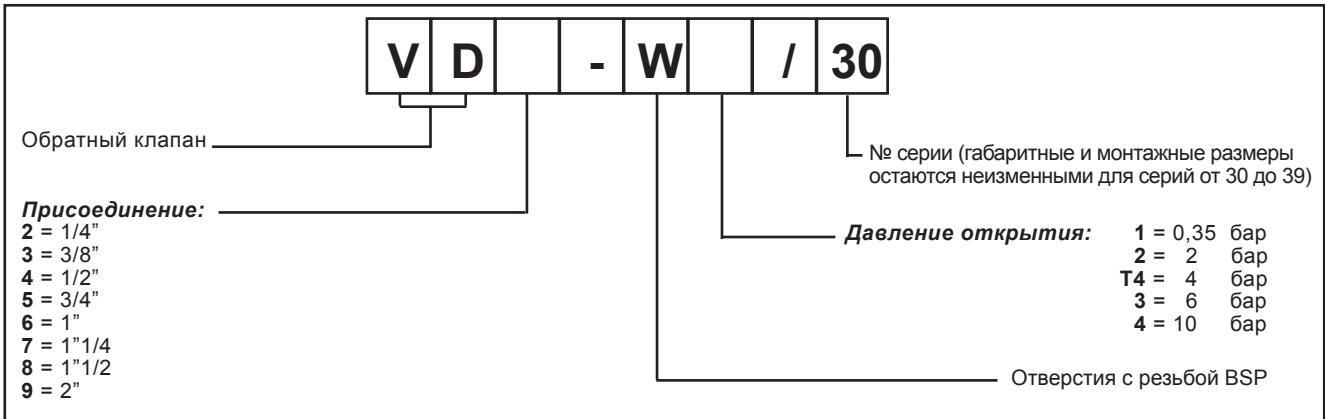 V D - W / 30
Обратный клапан
№ серии (габаритные и монтажные размеры
остаются неизменными для серий от 30 до 39)
Присоединение:
2 = 1/4”
3 = 3/8”
4 = 1/2”
5 = 3/4”
6 = 1”
7 = 1”1/4
8 = 1”1/2
9 = 2”
Давление открытия: 1 = 0,35 бар
2 = 2 бар
T4 = 4 бар
3 = 6 бар
4 = 10 бар
Отверстия с резьбой BSP